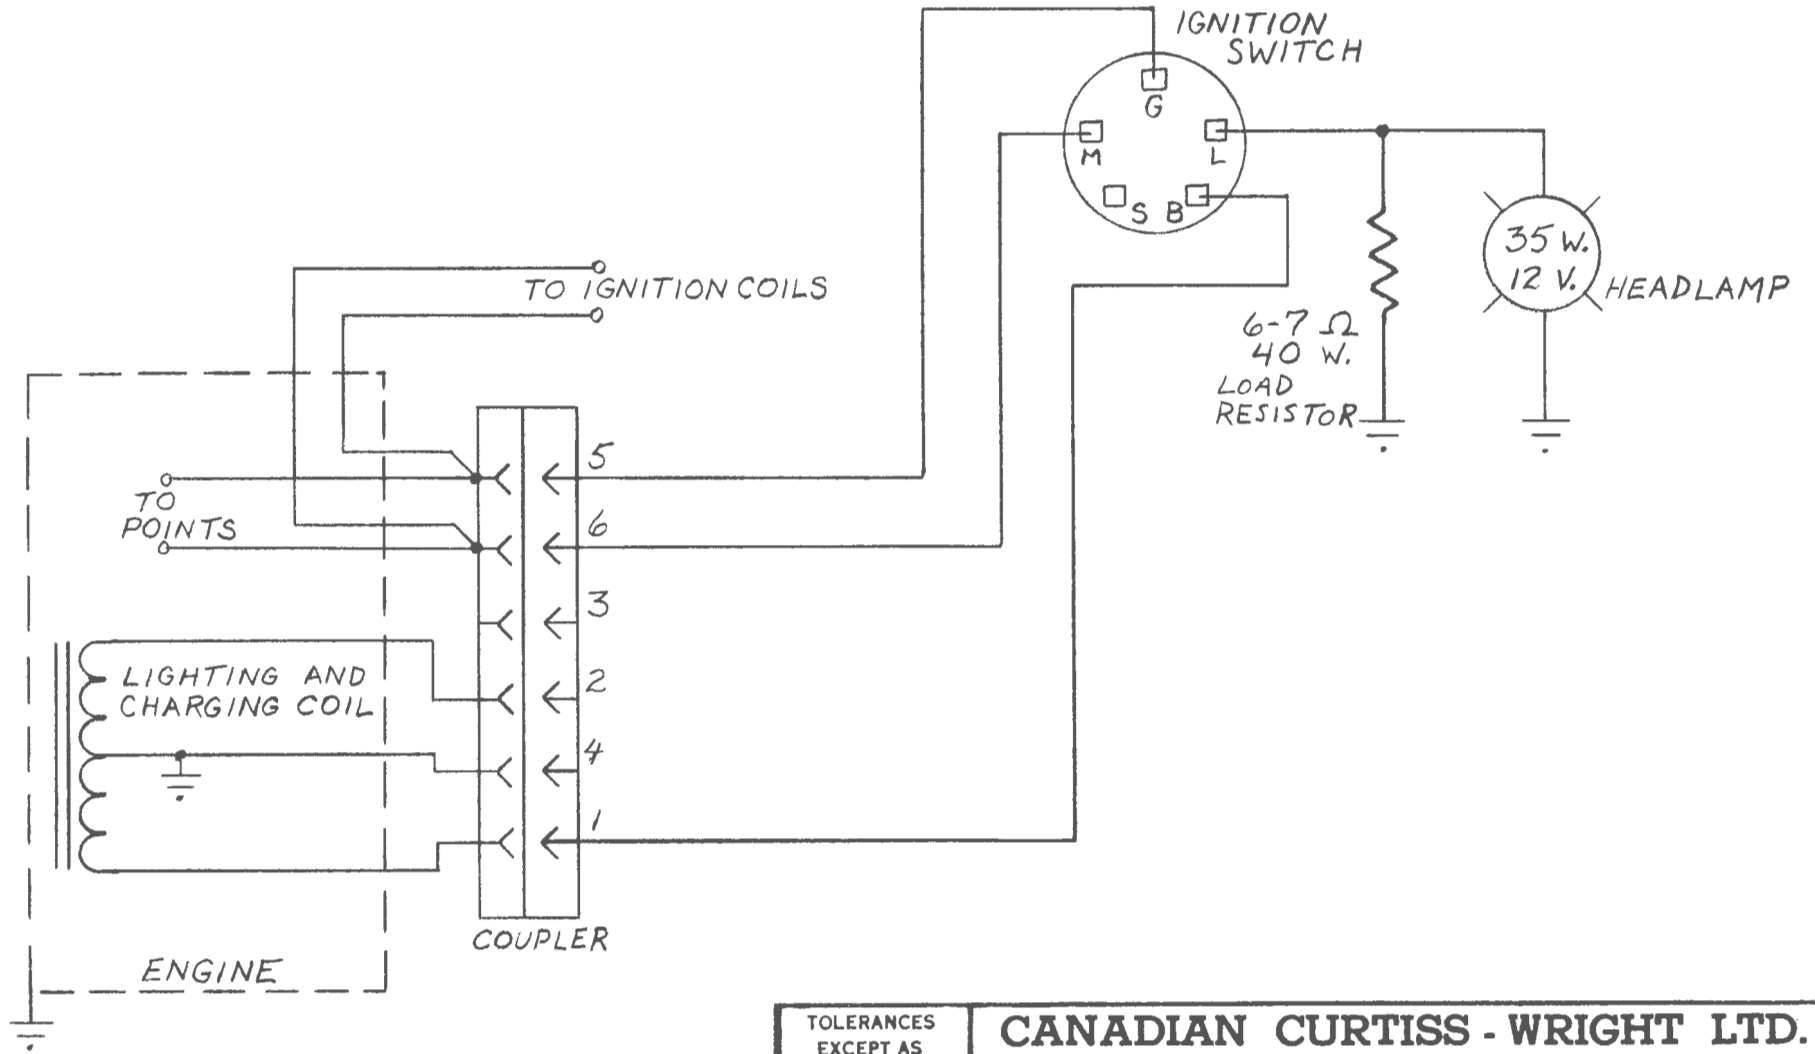 IGNITION
SWITCH
G
M
L
S
B
TO IGNITION COILS
35 W.
12 V.
HEADLAMP
6-7 Ω
40 W.
LOAD
RESISTOR
5
TO
POINTS
6
3
LIGHTING AND
CHARGING COIL
2
4
1
COUPLER
ENGINE
TOLERANCES
EXCEPT AS
CANADIAN CURTISS - WRIGHT LTD.